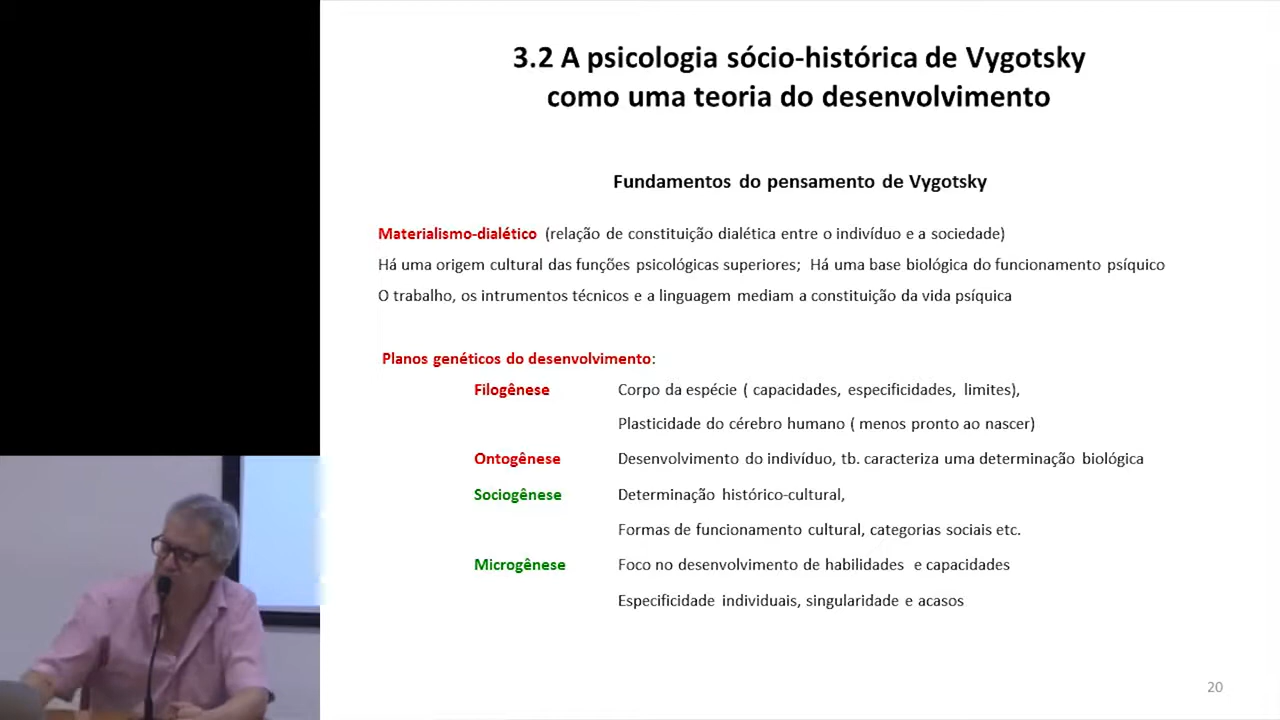 3.2 A psicologia sócio-histórica de Vygotsky
como uma teoria do desenvolvimento
Fundamentos do pensamento de Vygotsky
Materialismo-dialético (relação de constituição dialética entre o indivíduo e a sociedade)
Há uma origem cultural das funções psicológicas superiores; Há uma base biológica do funcionamento psíquico
O trabalho, os intrumentos técnicos e a linguagem mediam a constituição da vida psíquica
Planos genéticos do desenvolvimento:
Filogênese Corpo da espécie ( capacidades, especificidades, limites),
Plasticidade do cérebro humano ( menos pronto ao nascer)
Ontogênese Desenvolvimento do indivíduo, tb. caracteriza uma determinação biológica
Sociogênese Determinação histórico-cultural,
Formas de funcionamento cultural, categorias sociais etc.
Microgênese Foco no desenvolvimento de habilidades e capacidades
Especificidade individuais, singularidade e acasos
20